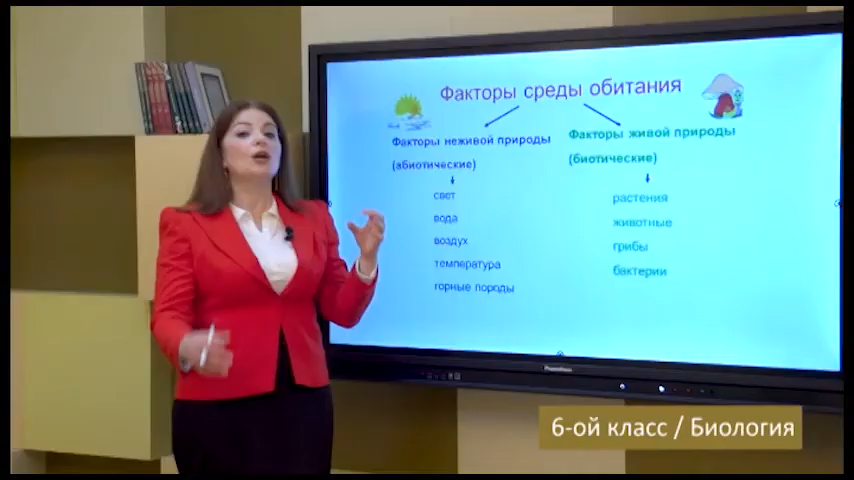 Факторы среды обитания
Факторы неживой природы
(абиотические)
свет
вода
воздух
температура
горные породы
Факторы живой природы
(биотические)
растения
животные
грибы
бактерии
Promethean
6-ой класс / Биология